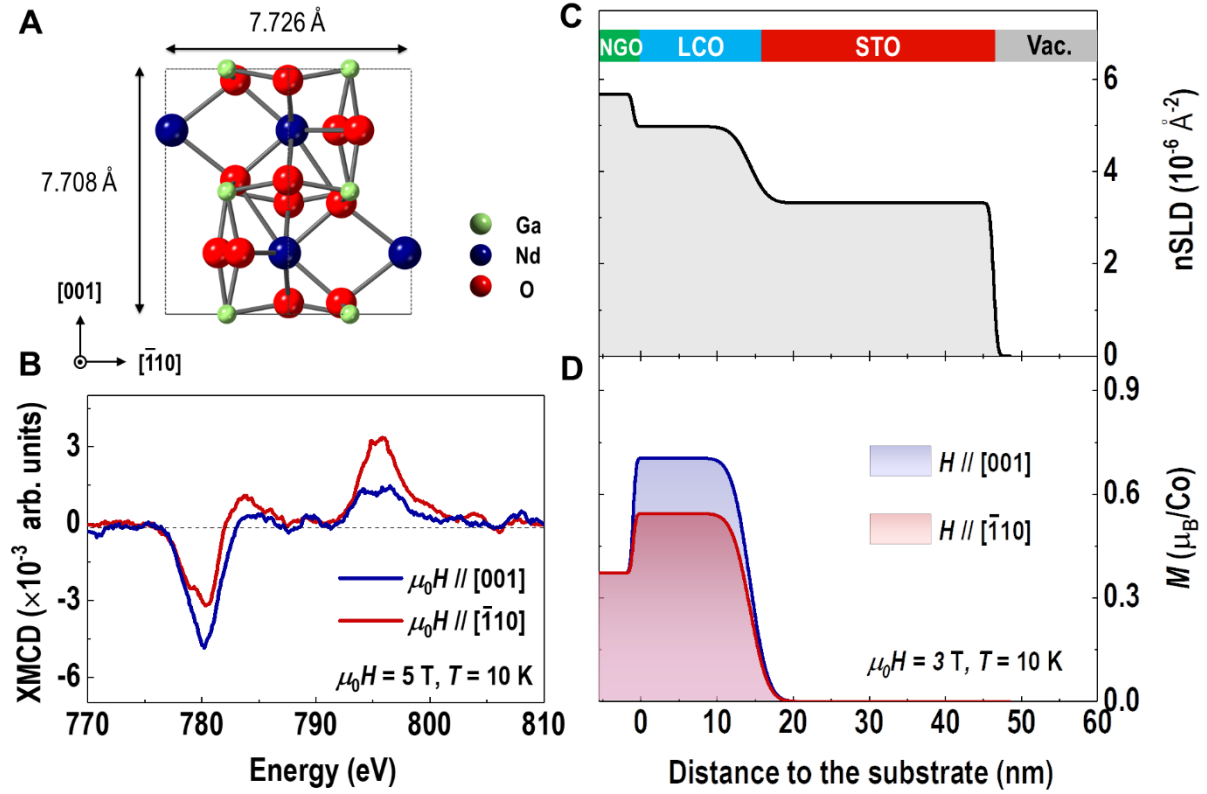 A
7.726 Å
7.708 Å
Ga
Nd
O
[001]
[1̄10]
B
XMCD (×10⁻³ arb. units)
3
0
-3
-6
μ₀H // [001]
μ₀H // [1̄10]
μ₀H = 5 T, T = 10 K
770
780
790
800
810
Energy (eV)
C
NGO
LCO
STO
Vac.
6
4
2
0
nSLD (10⁻⁶ Å⁻²)
D
H // [001]
H // [1̄10]
μ₀H = 3 T, T = 10 K
0.9
0.6
0.3
0.0
M (μB/Co)
0
10
20
30
40
50
60
Distance to the substrate (nm)